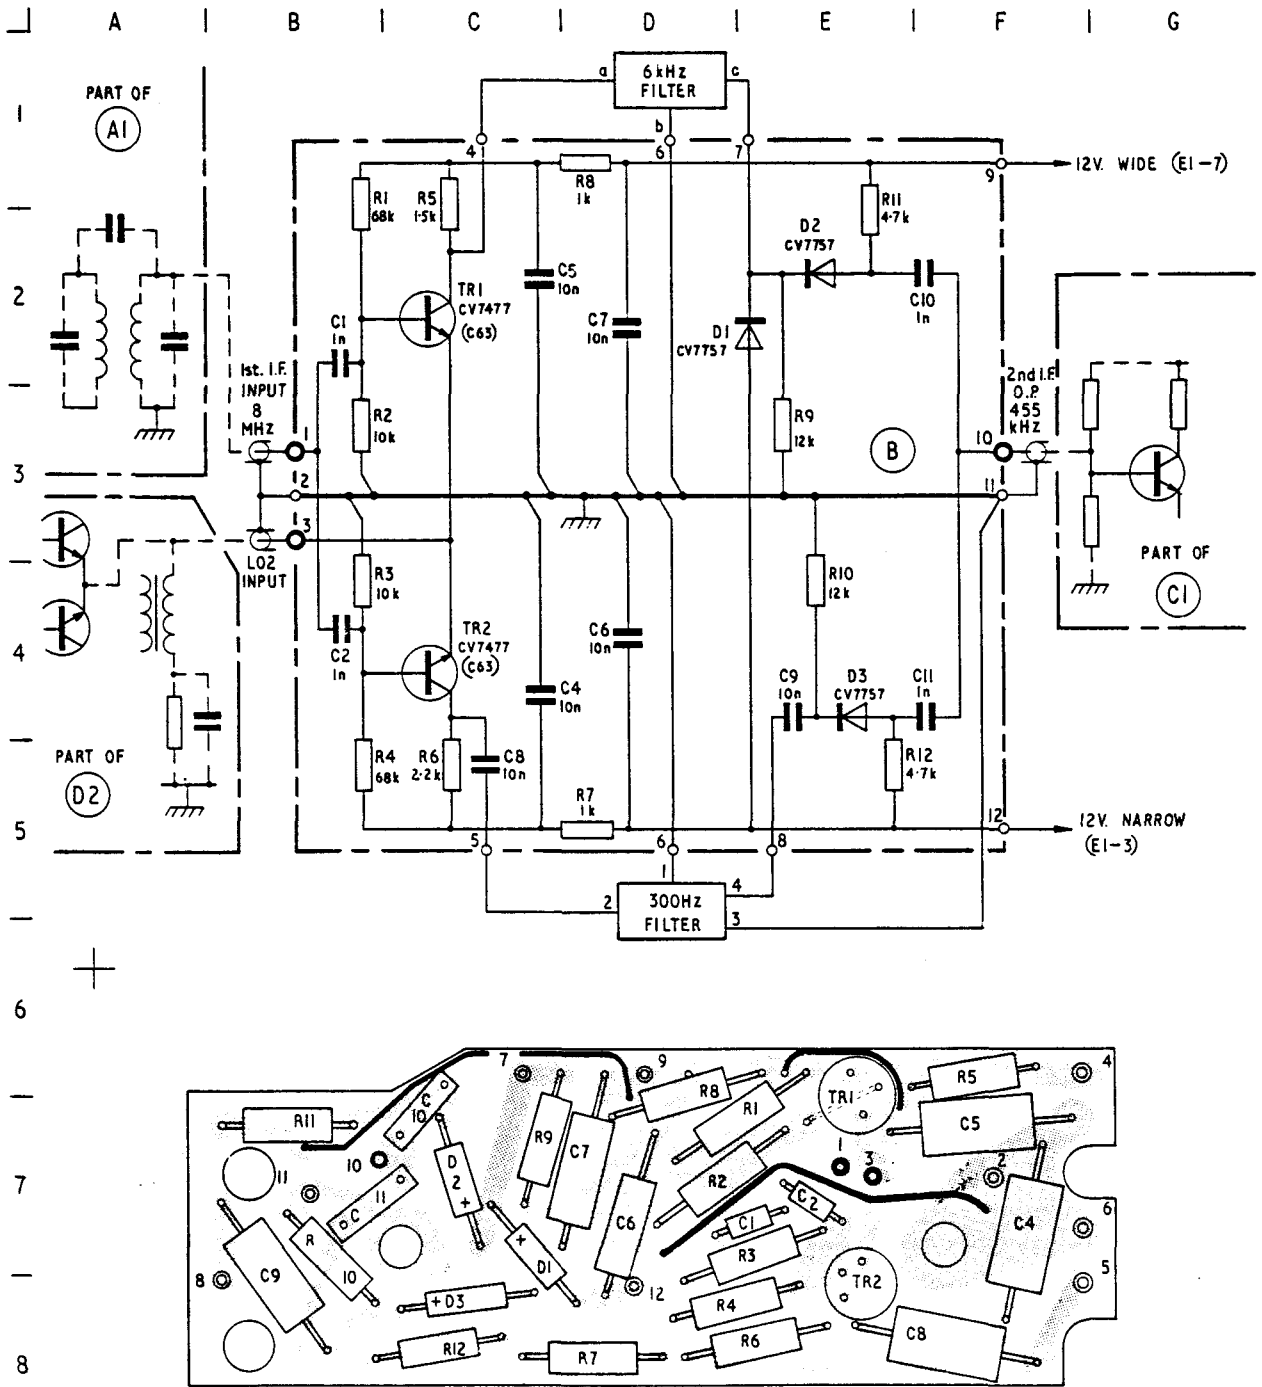 A B C D E F G
1
2
3
4
5
6
7
8
PART OF
A1
6kHz
FILTER
a
c
b
4
6
7
9
12V. WIDE (E1-7)
R1
68k
R5
1·5k
R8
1k
R11
4·7k
D2
CV7757
C5
10n
TR1
CV7477
(C63)
C1
1n
C7
10n
D1
CV7757
C10
1n
1st. I.F.
INPUT
8
MHz
1
2
3
R2
10k
R9
12k
B
2nd I.F.
O.P.
455
kHz
10
11
LO2
INPUT
R3
10k
R10
12k
PART OF
C1
TR2
CV7477
(C63)
C2
1n
C6
10n
C4
10n
C9
10n
D3
CV7757
C11
1n
PART OF
D2
R4
68k
R6
2·2k
C8
10n
R7
1k
R12
4·7k
12
12V. NARROW
(E1-3)
5
6
8
1
2
300Hz
FILTER
4
3
7
9
4
R11
C
10
R9
C7
R8
R1
TR1
R5
C5
11
10
D
2
+
1
3
2
C
11
C6
R2
C1
C2
C4
6
8
C9
R
10
+
D1
R3
TR2
5
+D3
12
R4
R12
R7
R6
C8